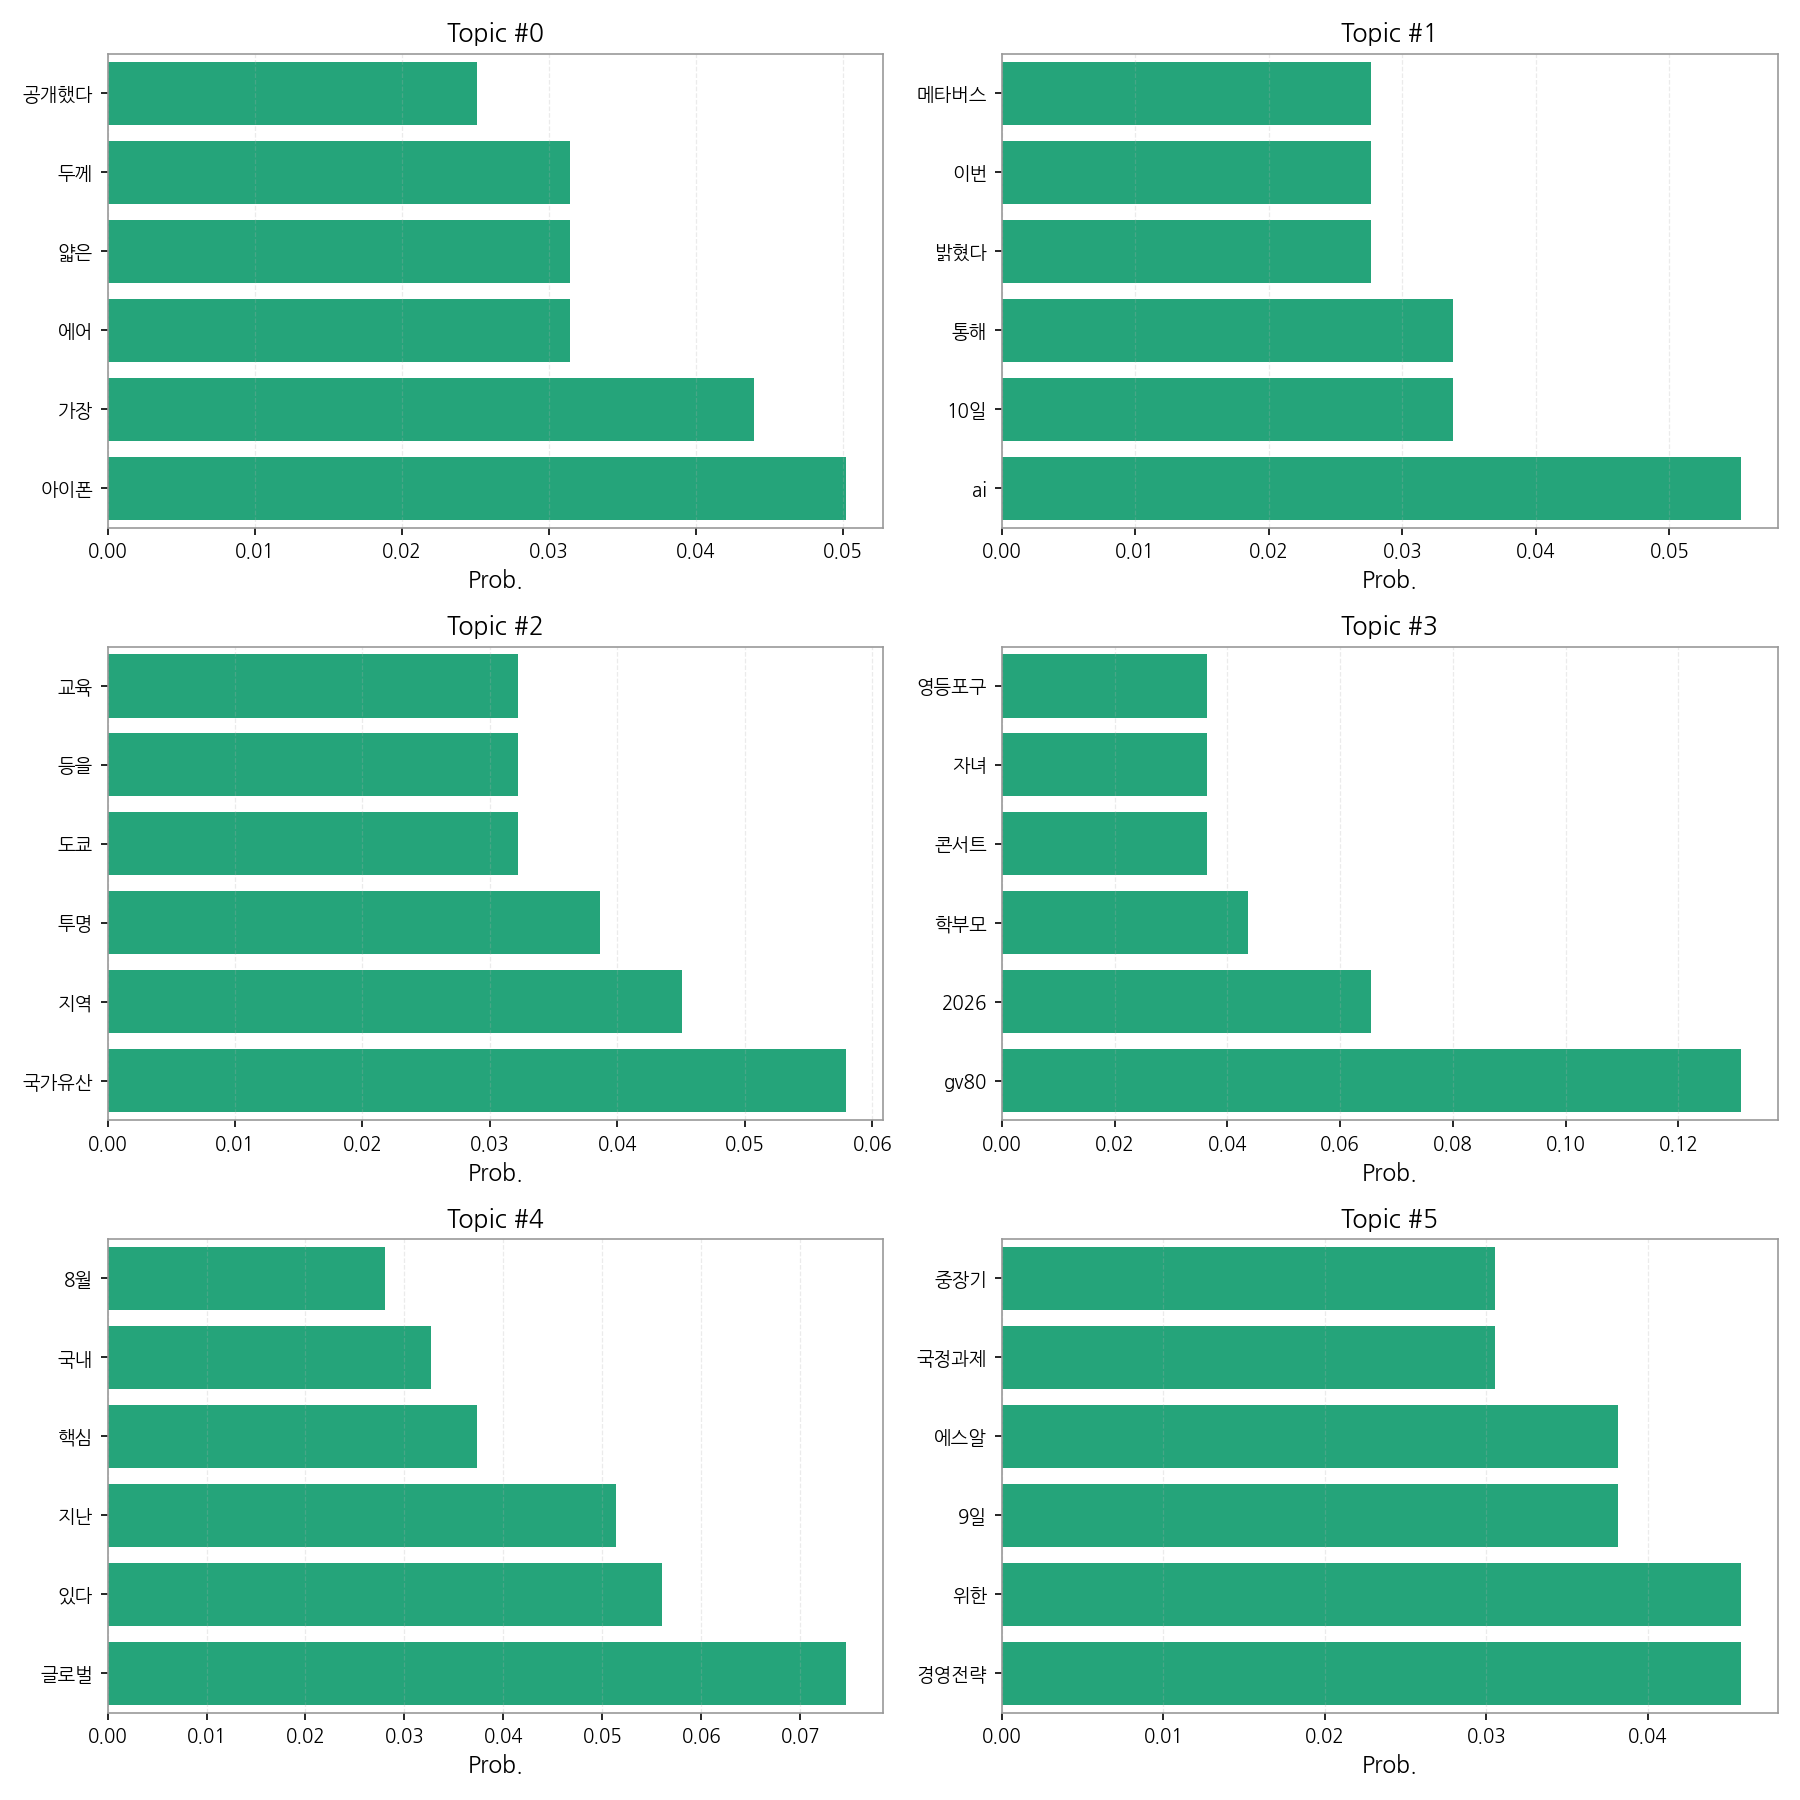 Topic #0
공개했다
두께
얇은
에어
가장
아이폰
0.00 0.01 0.02 0.03 0.04 0.05
Prob.
Topic #1
메타버스
이번
밝혔다
통해
10일
ai
0.00 0.01 0.02 0.03 0.04 0.05
Prob.
Topic #2
교육
등을
도쿄
투명
지역
국가유산
0.00 0.01 0.02 0.03 0.04 0.05 0.06
Prob.
Topic #3
영등포구
자녀
콘서트
학부모
2026
gv80
0.00 0.02 0.04 0.06 0.08 0.10 0.12
Prob.
Topic #4
8월
국내
핵심
지난
있다
글로벌
0.00 0.01 0.02 0.03 0.04 0.05 0.06 0.07
Prob.
Topic #5
중장기
국정과제
에스알
9일
위한
경영전략
0.00 0.01 0.02 0.03 0.04
Prob.